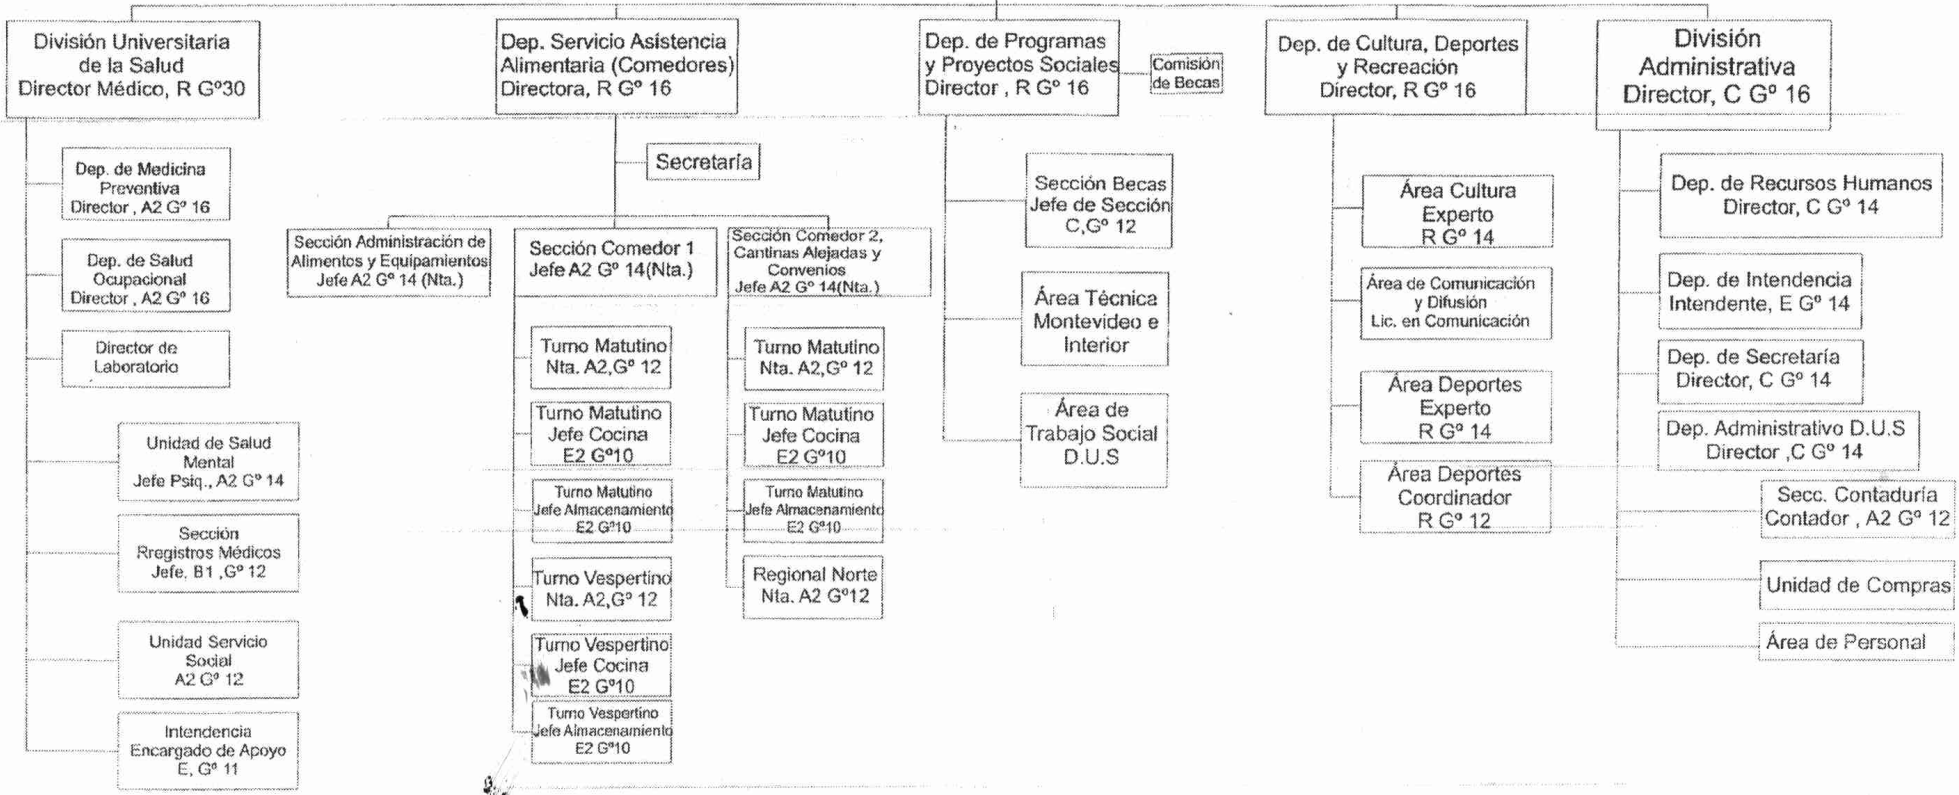 División Universitaria
de la Salud
Director Médico, R Gº30
Dep. Servicio Asistencia
Alimentaria (Comedores)
Directora, R Gº 16
Dep. de Programas
y Proyectos Sociales
Director , R Gº 16
Comisión
de Becas
Dep. de Cultura, Deportes
y Recreación
Director, R Gº 16
División
Administrativa
Director, C Gº 16
Dep. de Medicina
Preventiva
Director , A2 Gº 16
Dep. de Salud
Ocupacional
Director , A2 Gº 16
Director de
Laboratorio
Unidad de Salud
Mental
Jefe Psiq., A2 Gº 14
Sección
Rregistros Médicos
Jefe. B1 ,Gº 12
Unidad Servicio
Social
A2 Gº 12
Intendencia
Encargado de Apoyo
E, Gº 11
Secretaría
Sección Administración de
Alimentos y Equipamientos
Jefe A2 Gº 14 (Nta.)
Sección Comedor 1
Jefe A2 Gº 14(Nta.)
Turno Matutino
Nta. A2,Gº 12
Turno Matutino
Jefe Cocina
E2 Gº10
Turno Matutino
Jefe Almacenamiento
E2 Gº10
Turno Vespertino
Nta. A2,Gº 12
Turno Vespertino
Jefe Cocina
E2 Gº10
Turno Vespertino
Jefe Almacenamiento
E2 Gº10
Sección Comedor 2,
Cantinas Alejadas y
Convenios
Jefe A2 Gº 14(Nta.)
Turno Matutino
Nta. A2,Gº 12
Turno Matutino
Jefe Cocina
E2 Gº10
Turno Matutino
Jefe Almacenamiento
E2 Gº10
Regional Norte
Nta. A2 Gº12
Sección Becas
Jefe de Sección
C,Gº 12
Área Técnica
Montevideo e
Interior
Área de
Trabajo Social
D.U.S
Área Cultura
Experto
R Gº 14
Área de Comunicación
y Difusión
Lic. en Comunicación
Área Deportes
Experto
R Gº 14
Área Deportes
Coordinador
R Gº 12
Dep. de Recursos Humanos
Director, C Gº 14
Dep. de Intendencia
Intendente, E Gº 14
Dep. de Secretaría
Director, C Gº 14
Dep. Administrativo D.U.S
Director ,C Gº 14
Secc. Contaduría
Contador , A2 Gº 12
Unidad de Compras
Área de Personal